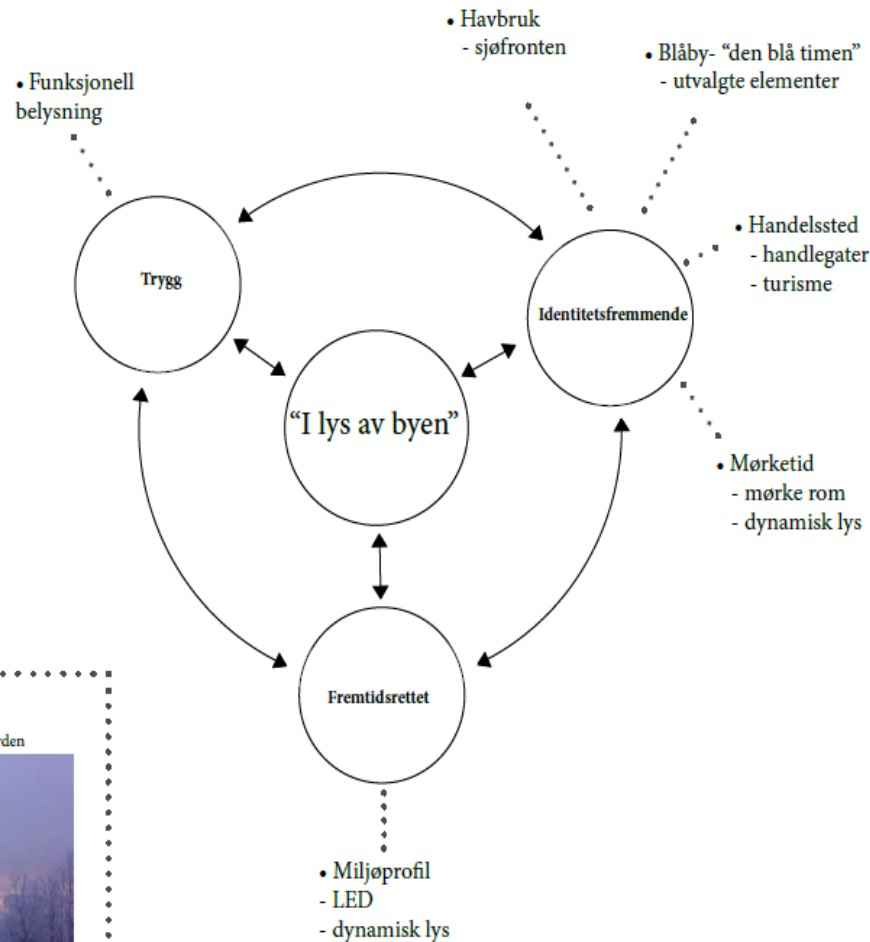 • Havbruk
- sjøfronten
• Blåby- “den blå timen”
- utvalgte elementer
• Funksjonell
belysning
• Handelssted
- handlegater
- turisme
Trygg
Identitetsfremmende
“I lys av byen”
• Mørketid
- mørke rom
- dynamisk lys
Fremtidsrettet
• Miljøprofil
- LED
- dynamisk lys